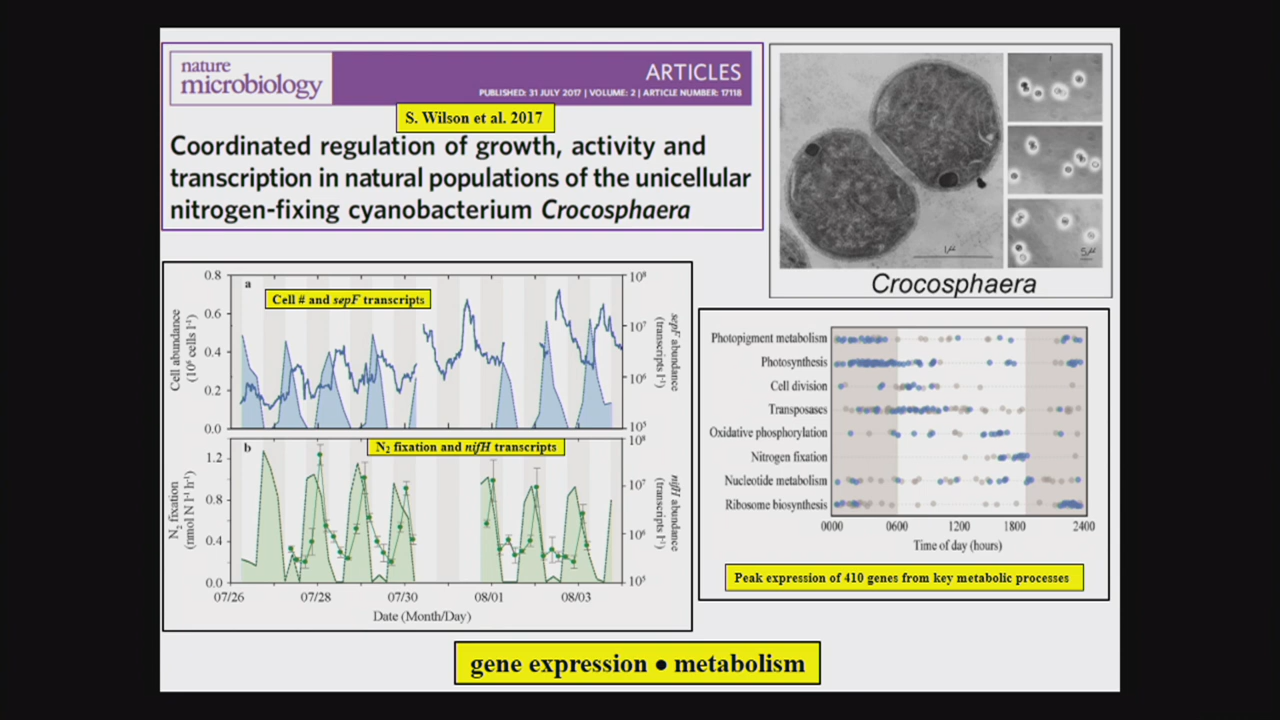 nature
microbiology
ARTICLES
PUBLISHED: 31 JULY 2017 | VOLUME: 2 | ARTICLE NUMBER: 17118
S. Wilson et al. 2017
Coordinated regulation of growth, activity and
transcription in natural populations of the unicellular
nitrogen-fixing cyanobacterium Crocosphaera
1μ
5μ
Crocosphaera
a
Cell # and sepF transcripts
Cell abundance
(10⁶ cells l⁻¹)
0.8
0.6
0.4
0.2
0.0
10⁸
10⁷
10⁶
10⁵
sepF abundance
(transcripts l⁻¹)
b
N₂ fixation and nifH transcripts
N₂ fixation
(nmol N l⁻¹ h⁻¹)
1.2
0.8
0.4
0.0
10⁸
10⁷
10⁶
10⁵
nifH abundance
(transcripts l⁻¹)
07/26 07/28 07/30 08/01 08/03
Date (Month/Day)
Photopigment metabolism
Photosynthesis
Cell division
Transposases
Oxidative phosphorylation
Nitrogen fixation
Nucleotide metabolism
Ribosome biosynthesis
0000 0600 1200 1800 2400
Time of day (hours)
Peak expression of 410 genes from key metabolic processes
gene expression ● metabolism